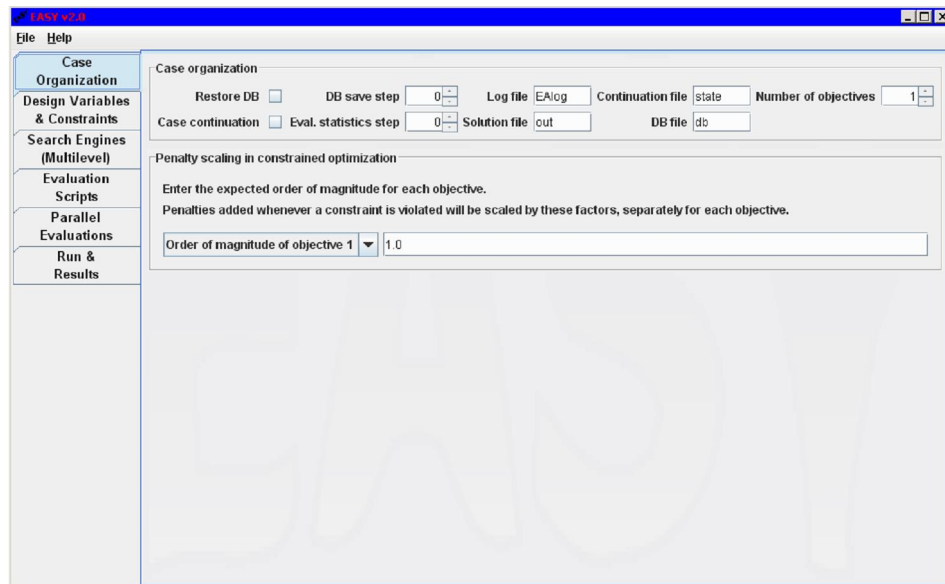 EASY v2.0
File Help
Case
Organization
Design Variables
& Constraints
Search Engines
(Multilevel)
Evaluation
Scripts
Parallel
Evaluations
Run &
Results
Case organization
Restore DB DB save step 0 Log file EAlog Continuation file state Number of objectives 1
Case continuation Eval. statistics step 0 Solution file out DB file db
Penalty scaling in constrained optimization
Enter the expected order of magnitude for each objective.
Penalties added whenever a constraint is violated will be scaled by these factors, separately for each objective.
Order of magnitude of objective 1 1.0
EASY